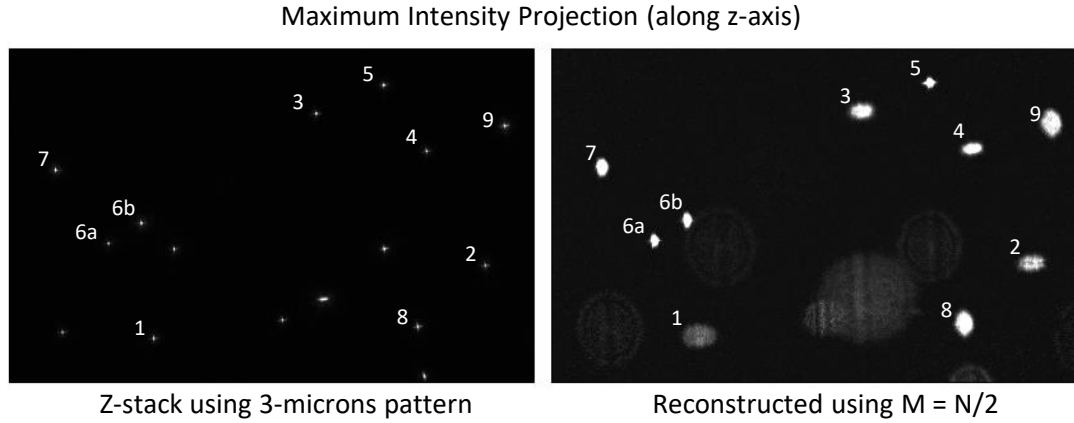 Maximum Intensity Projection (along z-axis)
5
3
9
4
7
6b
6a
2
1
8
5
3
9
4
7
6b
6a
2
1
8
Z-stack using 3-microns pattern
Reconstructed using M = N/2